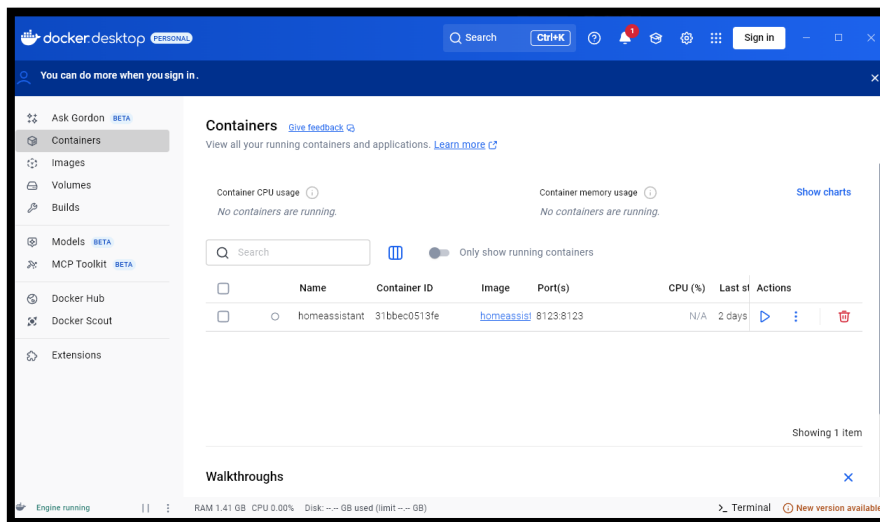 docker.desktop PERSONAL
Search Ctrl+K 1 Sign in
You can do more when you sign in.
Ask Gordon BETA
Containers
Images
Volumes
Builds
Models BETA
MCP Toolkit BETA
Docker Hub
Docker Scout
Extensions
Containers Give feedback
View all your running containers and applications. Learn more
Container CPU usage
No containers are running.
Container memory usage
No containers are running.
Show charts
Search
Only show running containers
Name Container ID Image Port(s) CPU (%) Last st Actions
homeassistant 31bbec0513fe homeassist 8123:8123 N/A 2 days
Showing 1 item
Walkthroughs
Engine running RAM 1.41 GB CPU 0.00% Disk: --.-- GB used (limit --.-- GB) >_ Terminal New version available